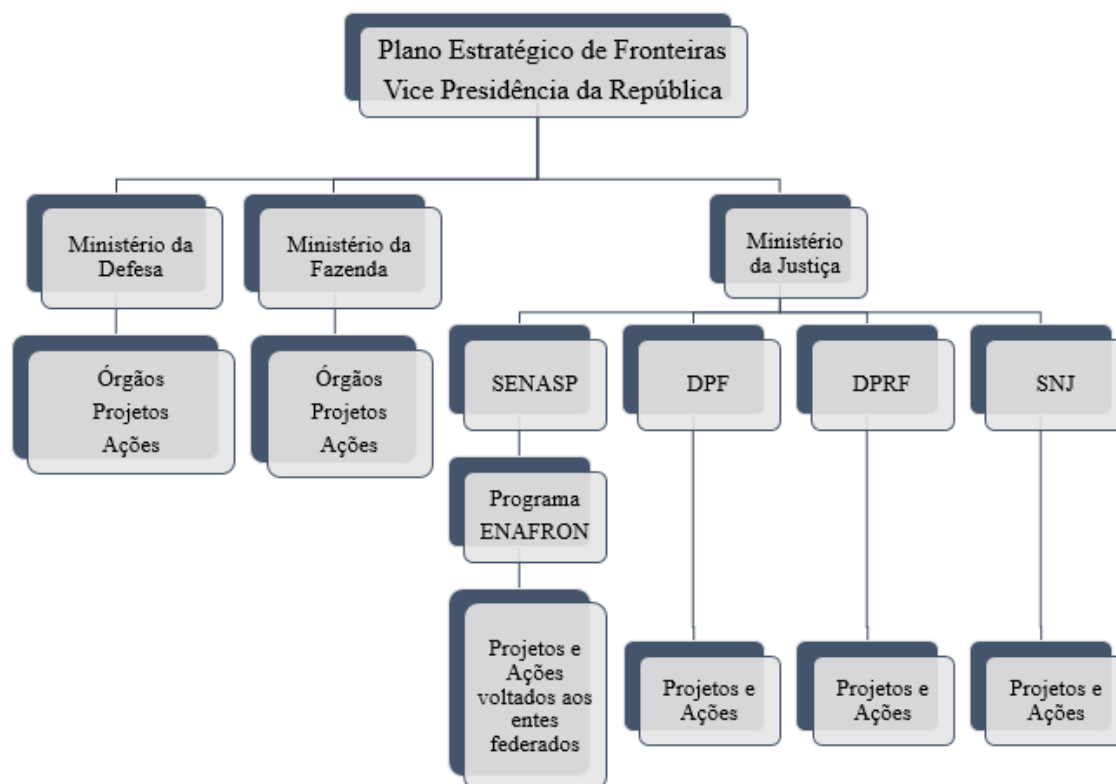 Plano Estratégico de Fronteiras
Vice Presidência da República
Ministério da
Defesa
Ministério da
Fazenda
Ministério
da Justiça
Órgãos
Projetos
Ações
Órgãos
Projetos
Ações
SENASP
DPF
DPRF
SNJ
Programa
ENAFRON
Projetos e
Ações
voltados aos
entes
federados
Projetos e
Ações
Projetos e
Ações
Projetos e
Ações